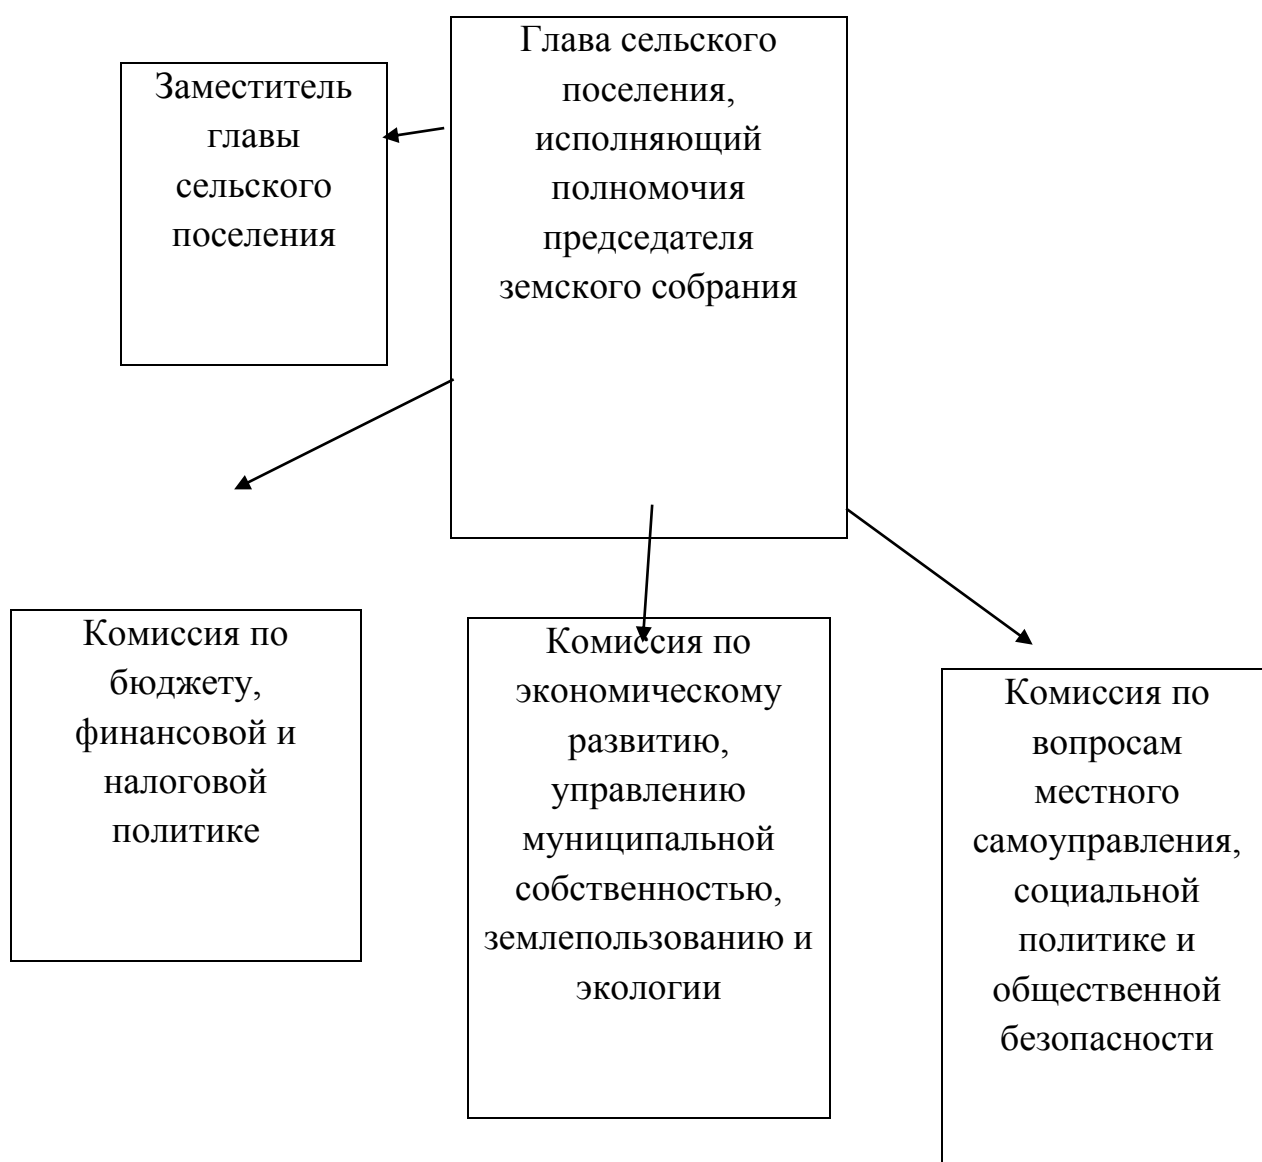 Заместитель
главы
сельского
поселения
Глава сельского
поселения,
исполняющий
полномочия
председателя
земского собрания
Комиссия по
бюджету,
финансовой и
налоговой
политике
Комиссия по
экономическому
развитию,
управлению
муниципальной
собственностью,
землепользованию и
экологии
Комиссия по
вопросам
местного
самоуправления,
социальной
политике и
общественной
безопасности